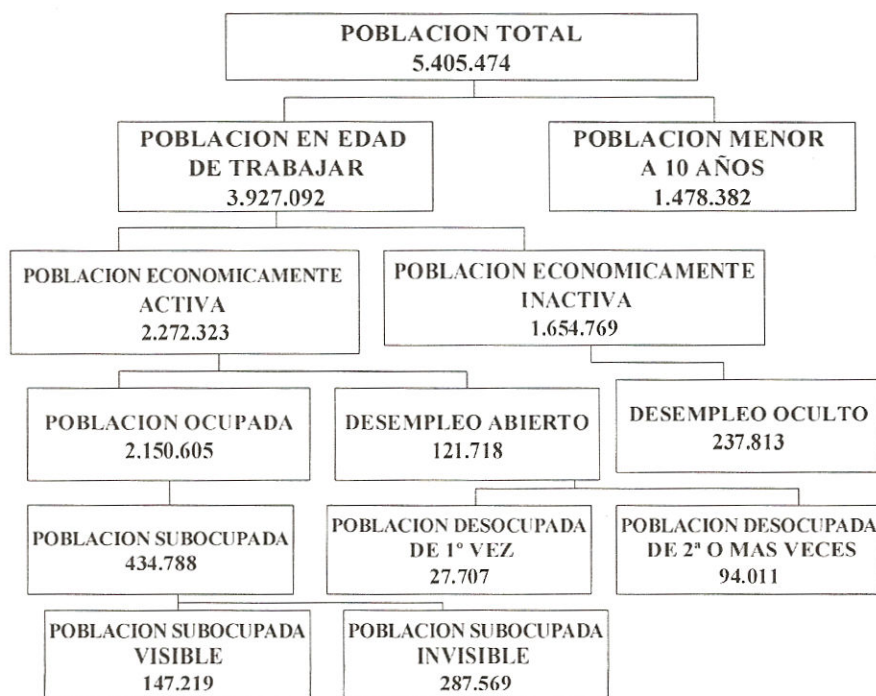 POBLACION TOTAL
5.405.474
POBLACION EN EDAD
DE TRABAJAR
3.927.092
POBLACION MENOR
A 10 AÑOS
1.478.382
POBLACION ECONOMICAMENTE
ACTIVA
2.272.323
POBLACION ECONOMICAMENTE
INACTIVA
1.654.769
POBLACION OCUPADA
2.150.605
DESEMPLEO ABIERTO
121.718
DESEMPLEO OCULTO
237.813
POBLACION SUBOCUPADA
434.788
POBLACION DESOCUPADA
DE 1º VEZ
27.707
POBLACION DESOCUPADA
DE 2ª O MAS VECES
94.011
POBLACION SUBOCUPADA
VISIBLE
147.219
POBLACION SUBOCUPADA
INVISIBLE
287.569